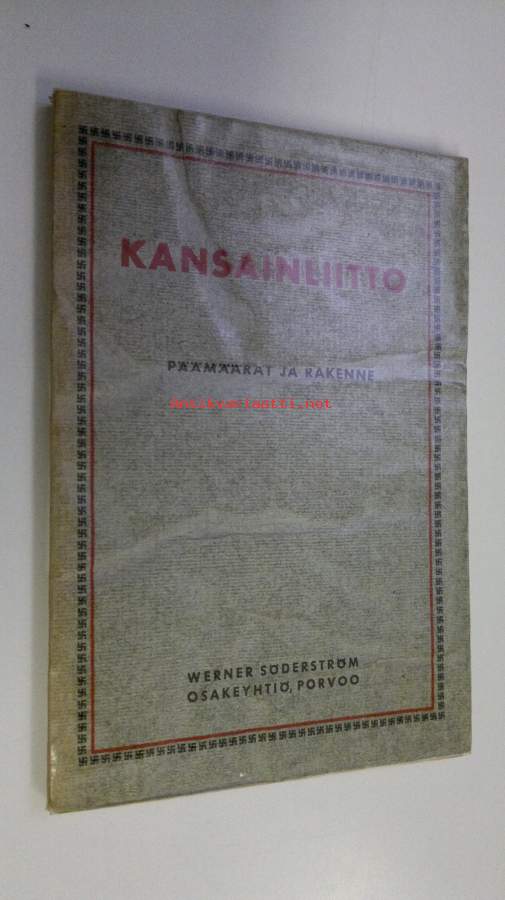 KANSAINLIITTO
PÄÄMÄÄRÄT JA RAKENNE
antikvariaatti.net
WERNER SÖDERSTRÖM
OSAKEYHTIÖ, PORVOO